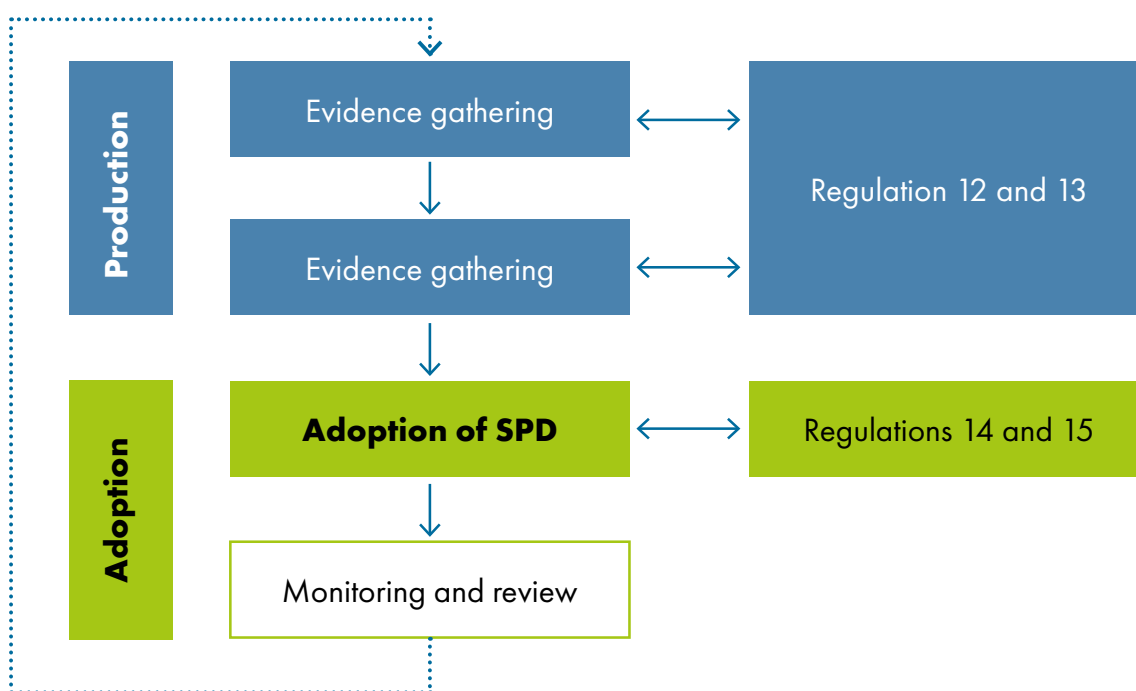 Production
Evidence gathering
Regulation 12 and 13
Evidence gathering
Adoption
Adoption of SPD
Regulations 14 and 15
Monitoring and review